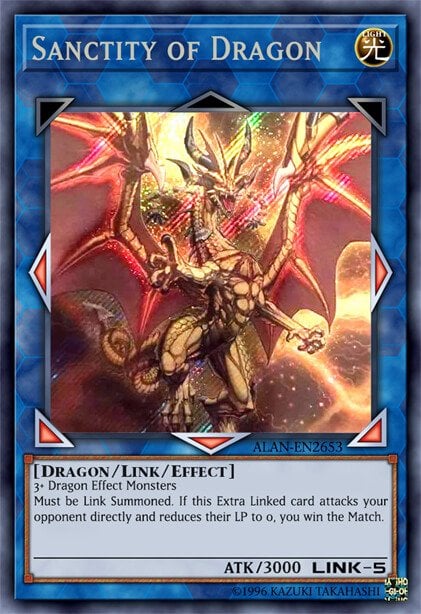 SANCTITY OF DRAGON
LIGHT
光
ALAN-EN2653
[DRAGON/LINK/EFFECT]
3+ Dragon Effect Monsters
Must be Link Summoned. If this Extra Linked card attacks your
opponent directly and reduces their LP to 0, you win the Match.
ATK/3000 LINK-5
©1996 KAZUKI TAKAHASHI